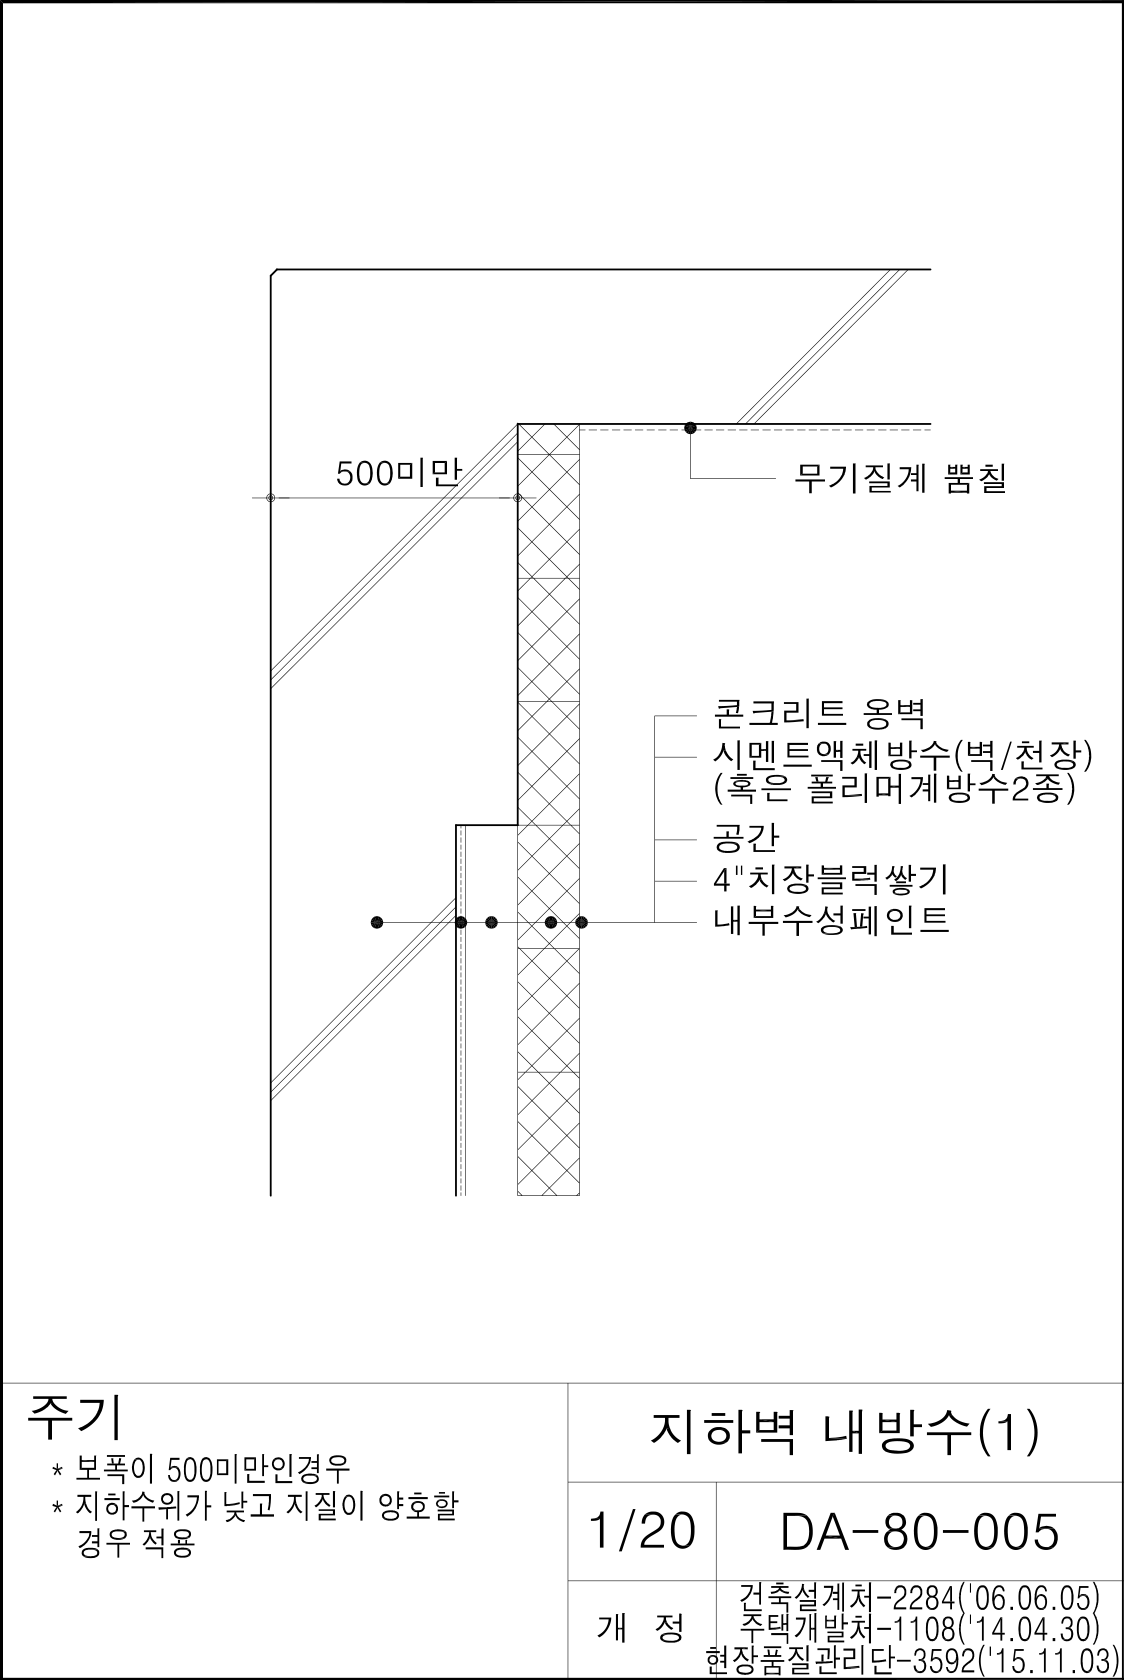 500미만
무기질계 뿜칠
콘크리트 옹벽
시멘트액체방수(벽/천장)
(혹은 폴리머계방수2종)
공간
4"치장블럭쌓기
내부수성페인트
주기
* 보폭이 500미만인경우
* 지하수위가 낮고 지질이 양호할
경우 적용
지하벽 내방수(1)
1/20
DA-80-005
개 정
건축설계처-2284('06.06.05)
주택개발처-1108('14.04.30)
현장품질관리단-3592('15.11.03)